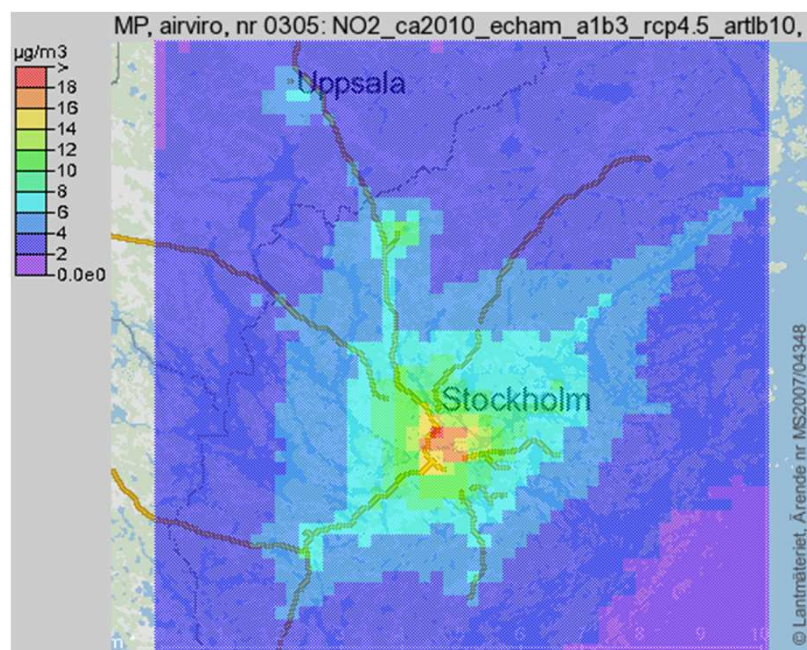 MP, airviro, nr 0305: NO2_ca2010_echam_a1b3_rcp4.5_artlb10,
µg/m3
>
18
16
14
12
10
8
6
4
2
0.0e0
Uppsala
Stockholm
© Lantmäteriet, Ärende nr MS2007/04348